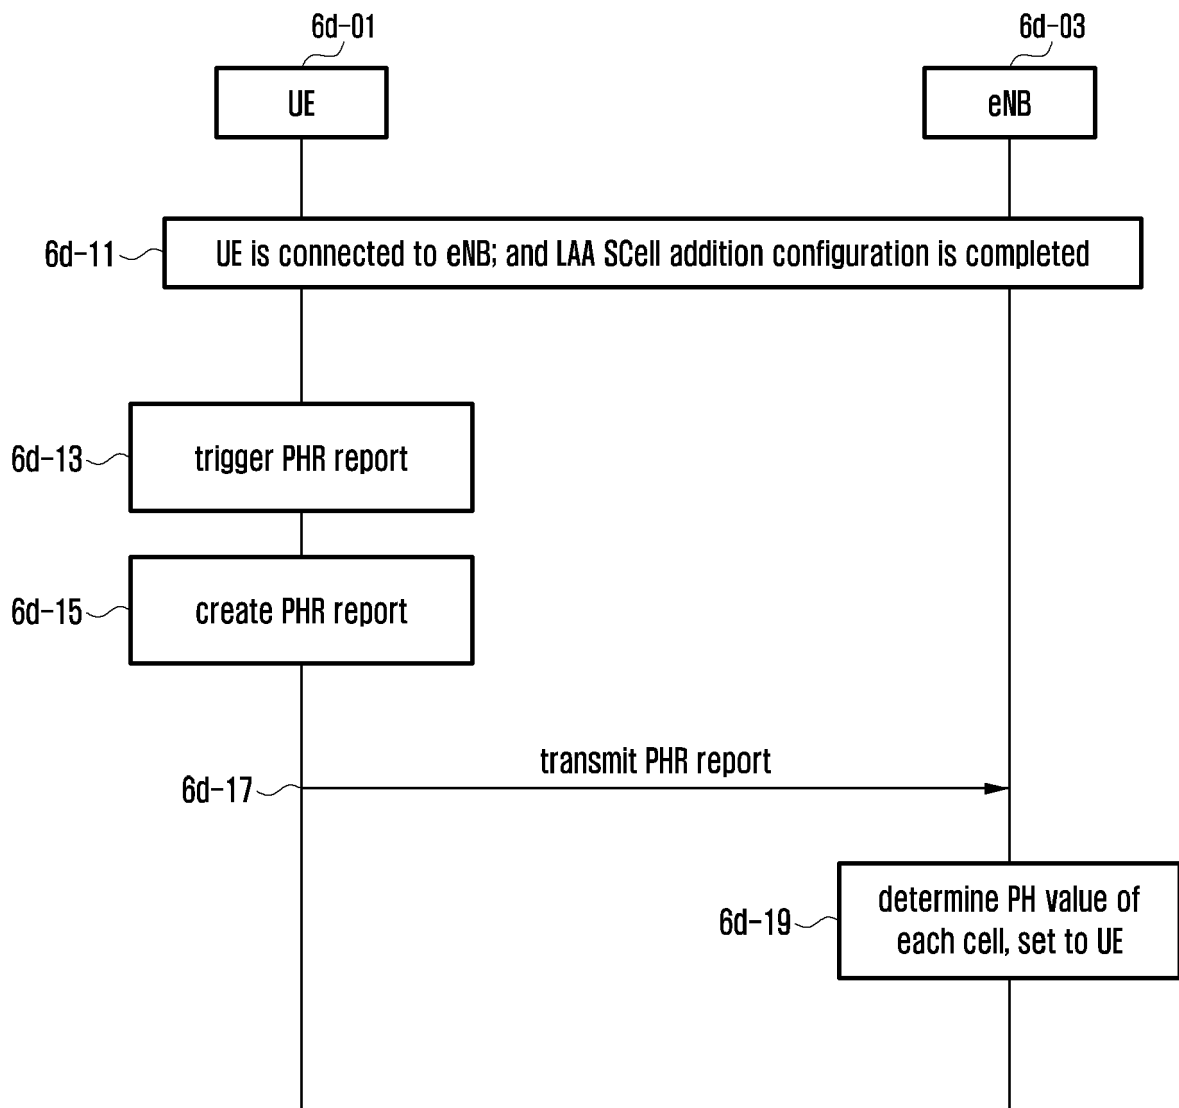 6d-01
6d-03
UE
eNB
6d-11
UE is connected to eNB; and LAA SCell addition configuration is completed
6d-13
trigger PHR report
6d-15
create PHR report
transmit PHR report
6d-17
determine PH value of
6d-19
each cell, set to UE